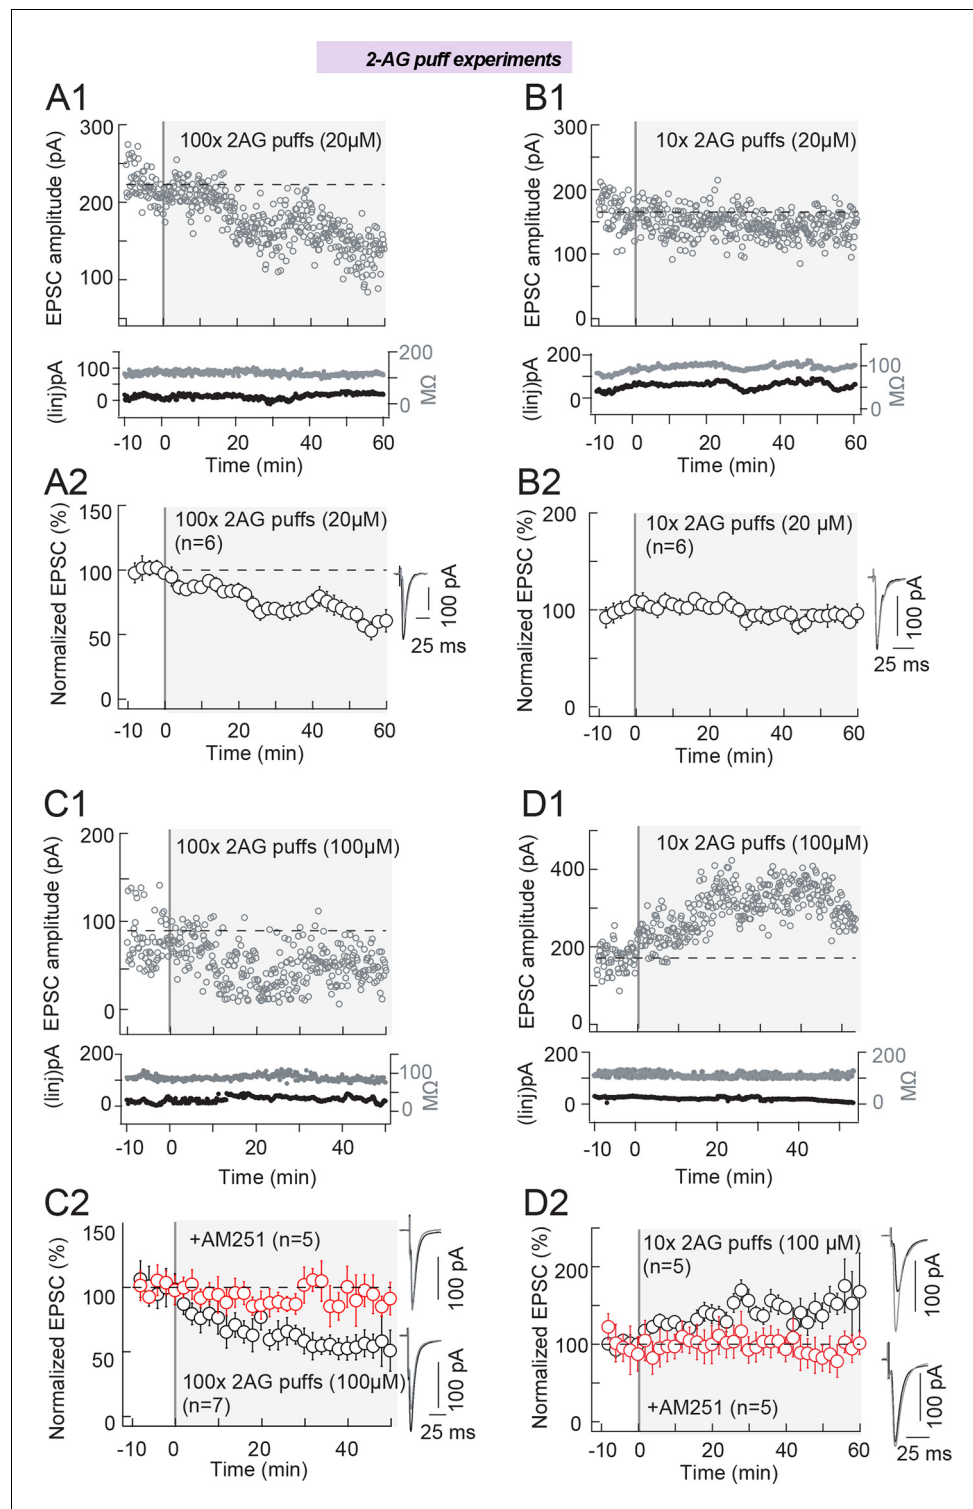 2-AG puff experiments
A1
EPSC amplitude (pA)
300
200
100
100x 2AG puffs (20µM)
(Iinj)pA
100
0
200
0
MΩ
-10 0 20 40 60
Time (min)
B1
EPSC amplitude (pA)
300
200
100
0
10x 2AG puffs (20µM)
(Iinj)pA
200
0
100
0
MΩ
-10 0 20 40 60
Time (min)
A2
Normalized EPSC (%)
150
100
50
0
100x 2AG puffs (20µM)
(n=6)
100 pA
25 ms
-10 0 20 40 60
Time (min)
B2
Normalized EPSC (%)
200
100
0
10x 2AG puffs (20 µM)
(n=6)
100 pA
25 ms
-10 0 20 40 60
Time (min)
C1
EPSC amplitude (pA)
200
100
0
100x 2AG puffs (100µM)
(Iinj)pA
200
0
100
0
MΩ
-10 0 20 40
Time (min)
D1
EPSC amplitude (pA)
400
200
0
10x 2AG puffs (100µM)
(Iinj)pA
200
0
200
0
MΩ
-10 0 20 40
Time (min)
C2
Normalized EPSC (%)
150
100
50
0
+AM251 (n=5)
100x 2AG puffs (100µM)
(n=7)
100 pA
100 pA
25 ms
-10 0 20 40
Time (min)
D2
Normalized EPSC (%)
200
100
0
10x 2AG puffs (100 µM)
(n=5)
+AM251 (n=5)
100 pA
100 pA
25 ms
-10 0 20 40 60
Time (min)